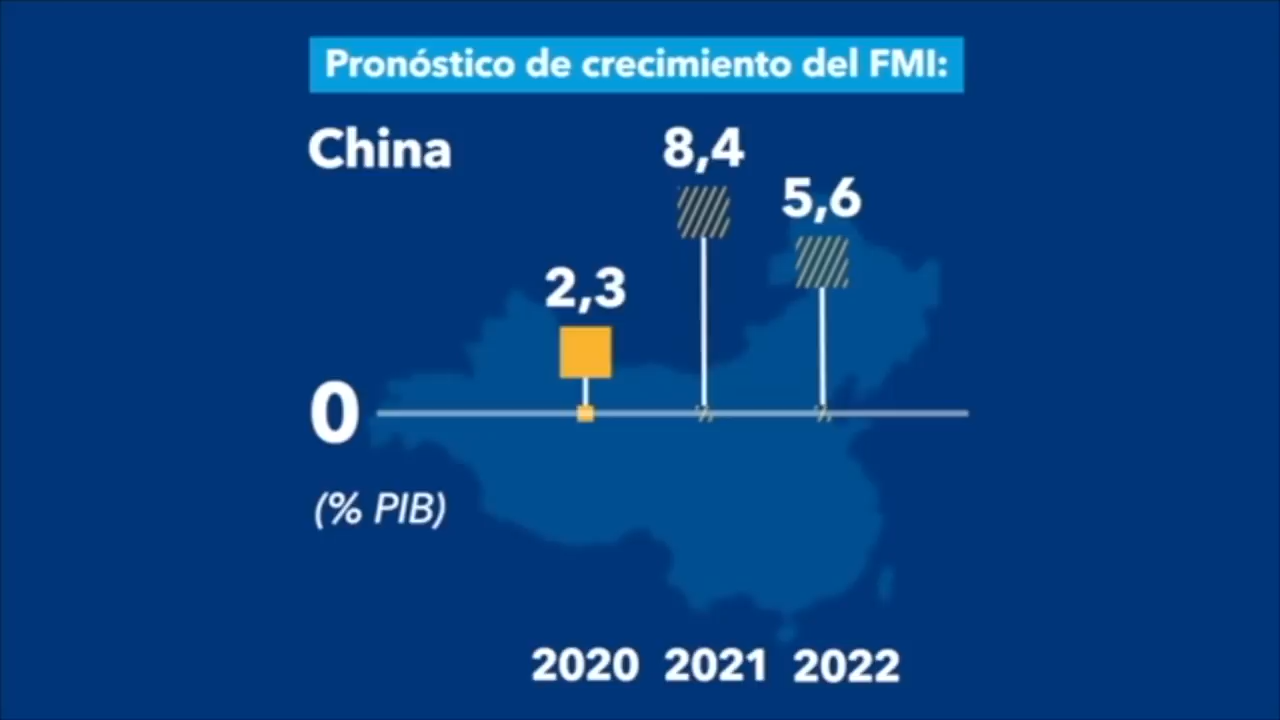 Pronóstico de crecimiento del FMI:
China
8,4
5,6
2,3
0
(% PIB)
2020 2021 2022